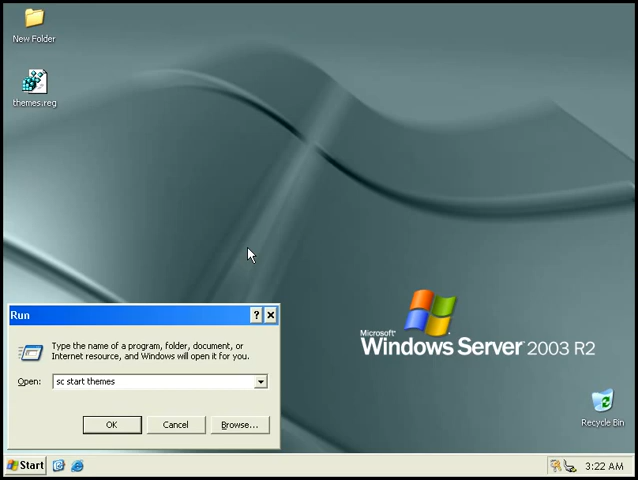 New Folder
themes.reg
Microsoft®
Windows Server 2003 R2
Run
Type the name of a program, folder, document, or
Internet resource, and Windows will open it for you.
Open: sc start themes
OK Cancel Browse...
Recycle Bin
Start 3:22 AM